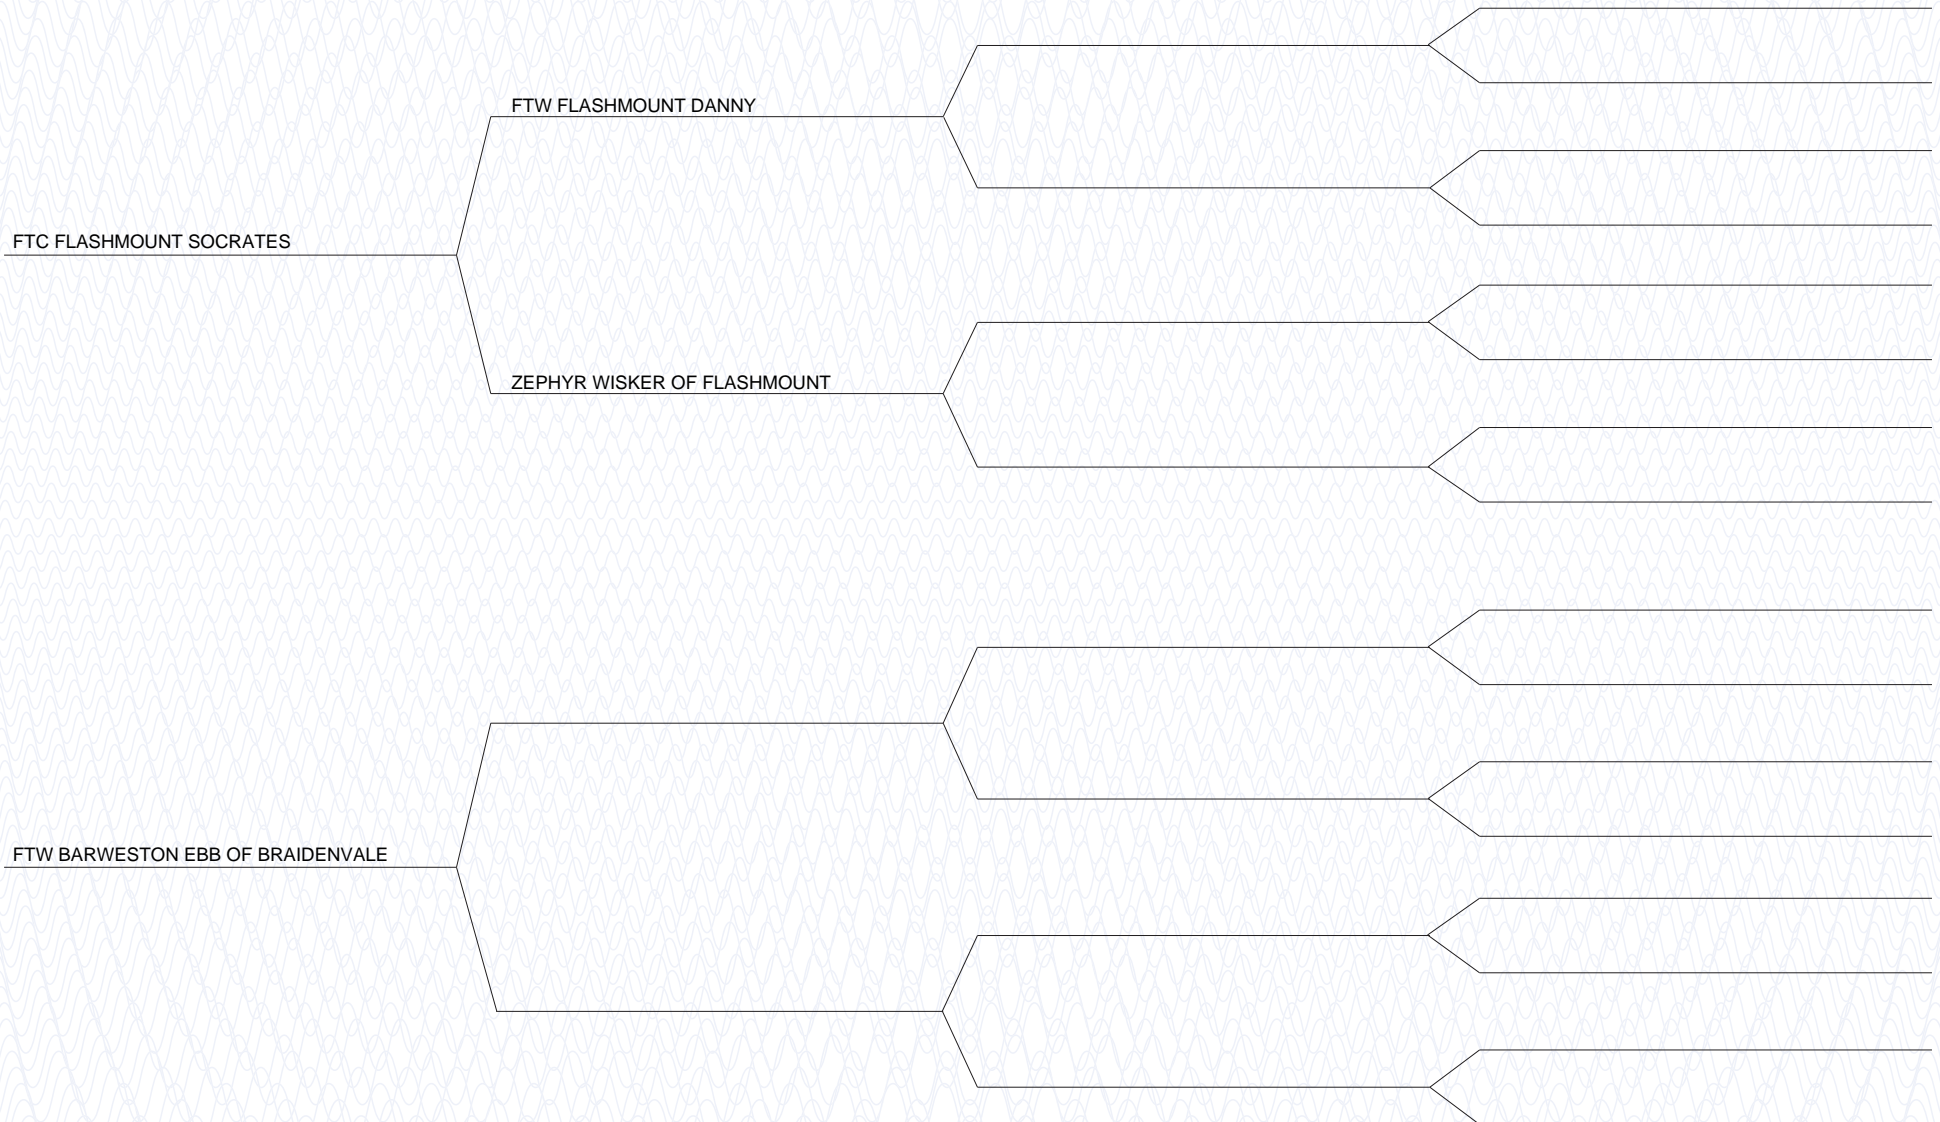 FTW FLASHMOUNT DANNY
FTC FLASHMOUNT SOCRATES
ZEPHYR WISKER OF FLASHMOUNT
FTW BARWESTON EBB OF BRAIDENVALE